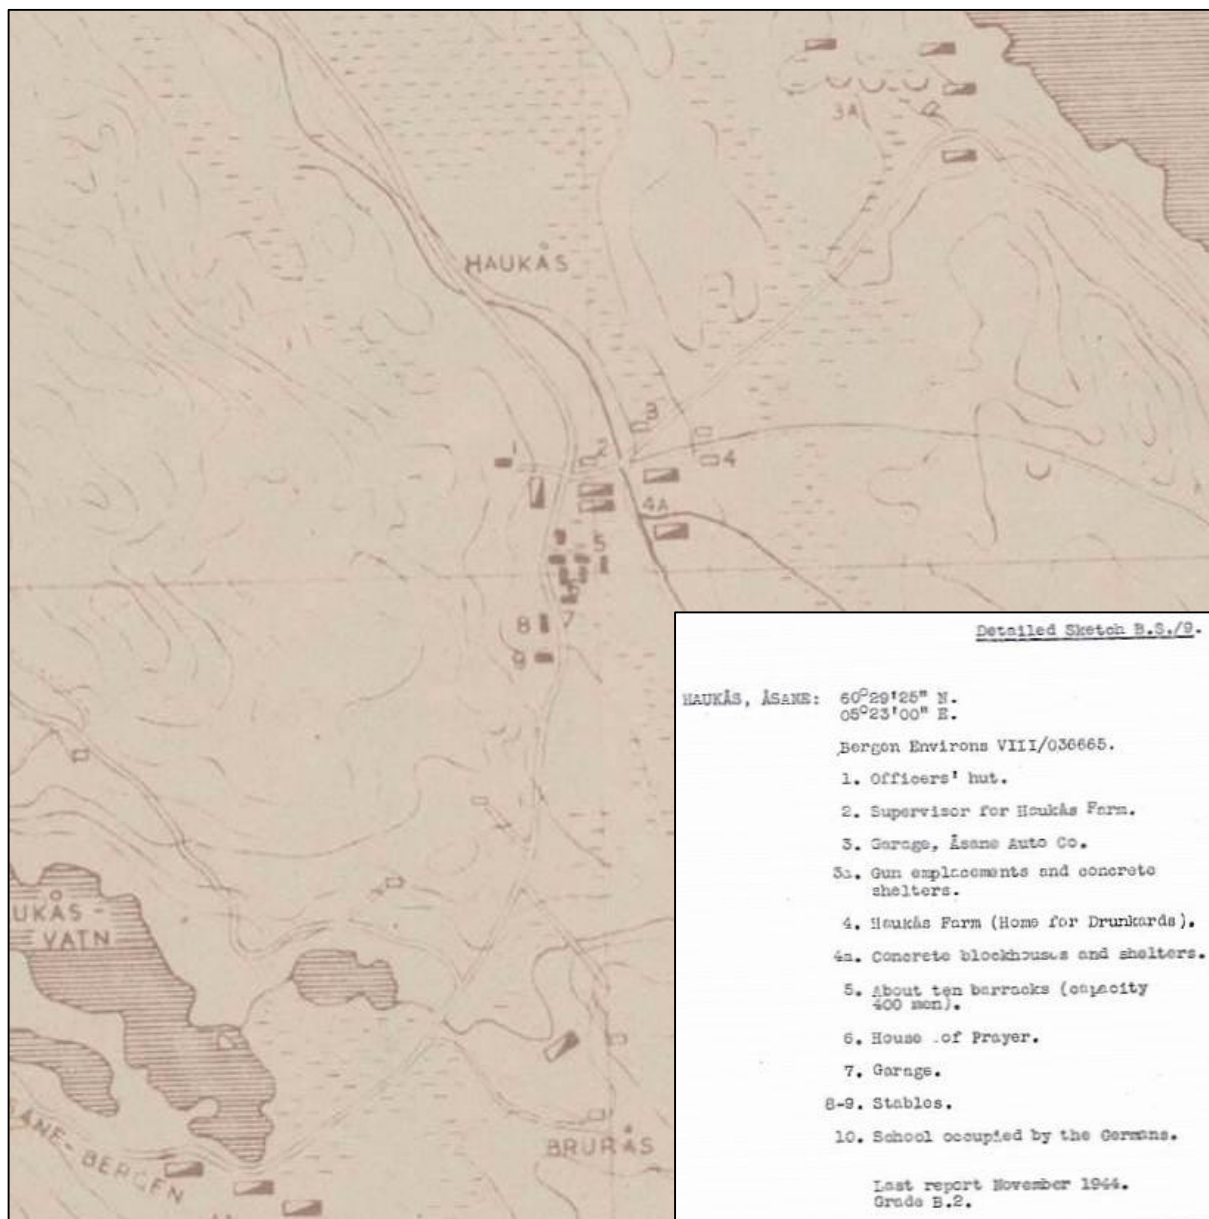 3A
HAUKÅS
3
1
2
4
4A
5
6
7
8
9
UKÅS-
VATN
ANE-BERGEN
BRURÅS
Detailed Sketch B.S./9.
HAUKÅS, ÅSANE: 60°29'25" N.
05°23'00" E.
Bergen Environs VIII/036665.
1. Officers' hut.
2. Supervisor for Haukås Farm.
3. Garage, Åsane Auto Co.
3a. Gun emplacements and concrete
shelters.
4. Haukås Farm (Home for Drunkards).
4a. Concrete blockhouses and shelters.
5. About ten barracks (capacity
400 men).
6. House of Prayer.
7. Garage.
8-9. Stables.
10. School occupied by the Germans.
Last report November 1944.
Grade B.2.